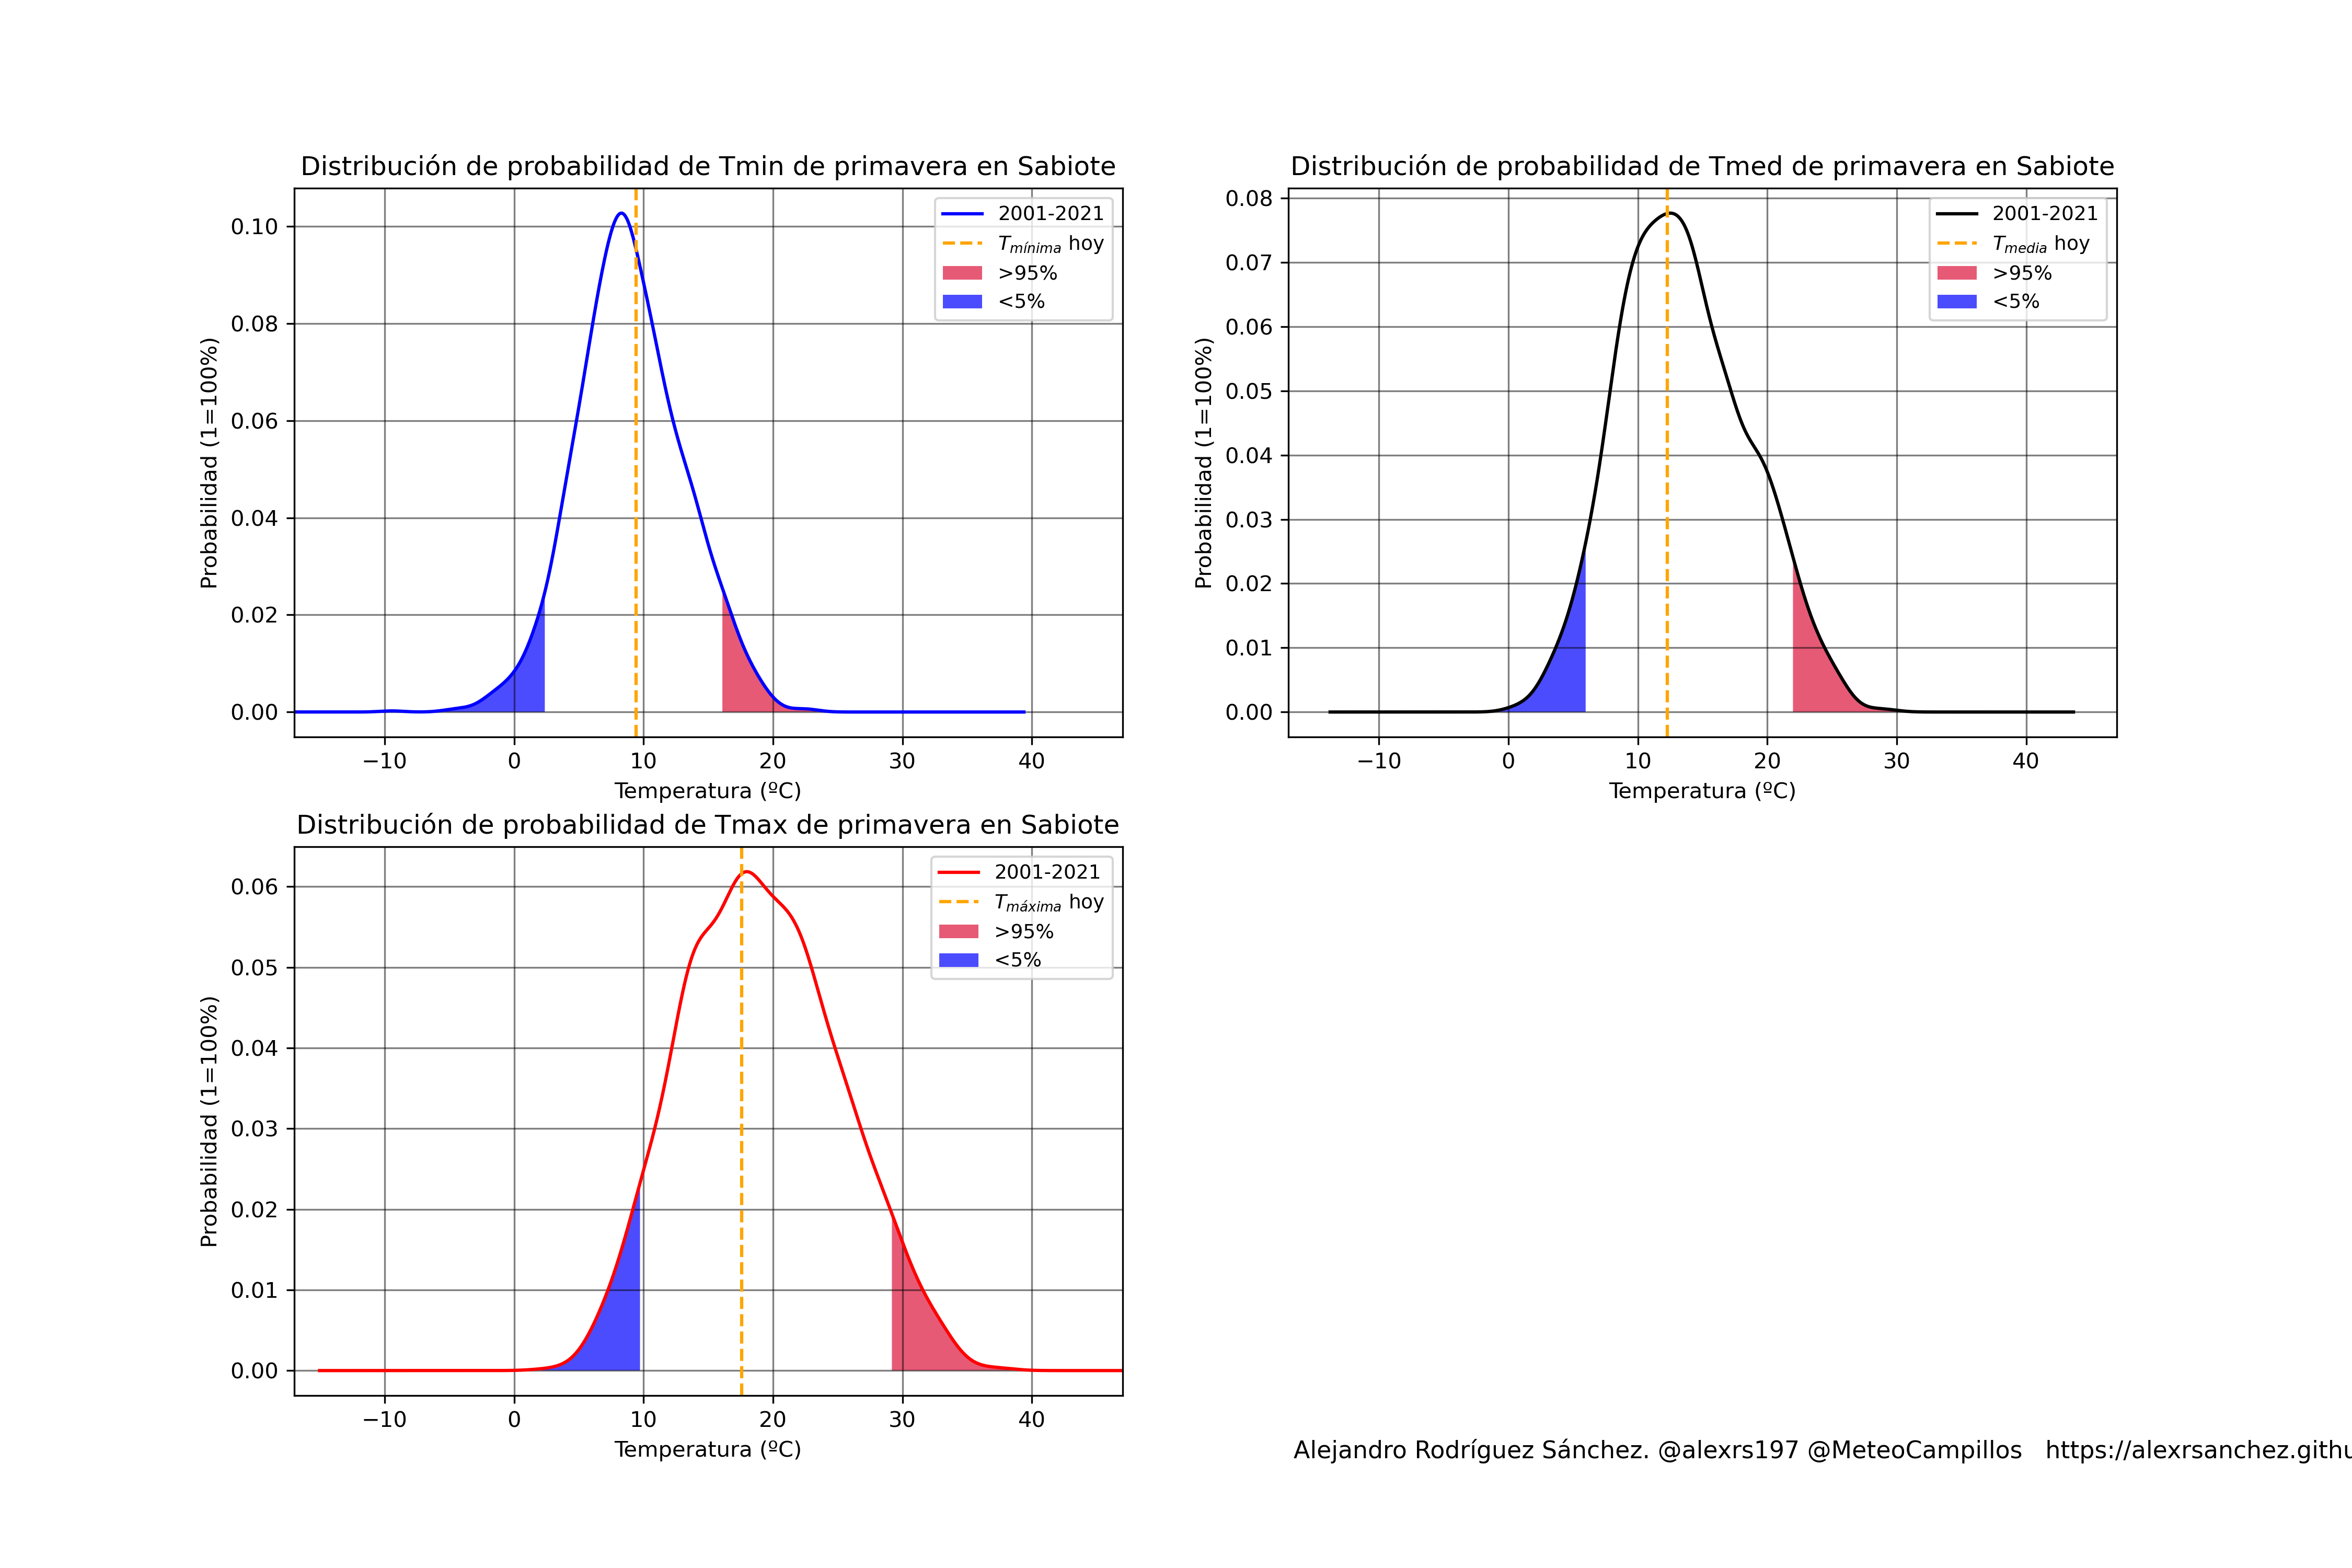 Distribución de probabilidad de Tmin de primavera en Sabiote
0.10
0.08
0.06
0.04
0.02
0.00
Probabilidad (1=100%)
−10 0 10 20 30 40
Temperatura (ºC)
2001-2021
Tmínima hoy
>95%
<5%
Distribución de probabilidad de Tmed de primavera en Sabiote
0.08
0.07
0.06
0.05
0.04
0.03
0.02
0.01
0.00
Probabilidad (1=100%)
−10 0 10 20 30 40
Temperatura (ºC)
2001-2021
Tmedia hoy
>95%
<5%
Distribución de probabilidad de Tmax de primavera en Sabiote
0.06
0.05
0.04
0.03
0.02
0.01
0.00
Probabilidad (1=100%)
−10 0 10 20 30 40
Temperatura (ºC)
2001-2021
Tmáxima hoy
>95%
<5%
Alejandro Rodríguez Sánchez. @alexrs197 @MeteoCampillos https://alexrsanchez.githu